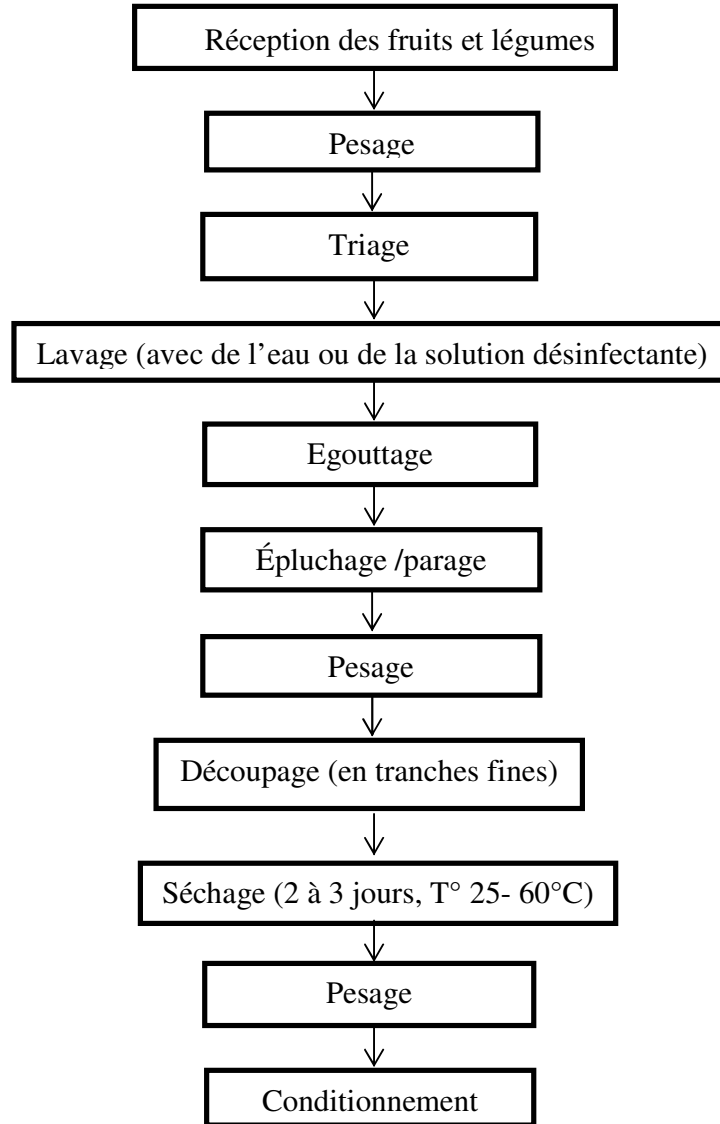 Réception des fruits et légumes
Pesage
Triage
Lavage (avec de l’eau ou de la solution désinfectante)
Egouttage
Épluchage /parage
Pesage
Découpage (en tranches fines)
Séchage (2 à 3 jours, T° 25- 60°C)
Pesage
Conditionnement